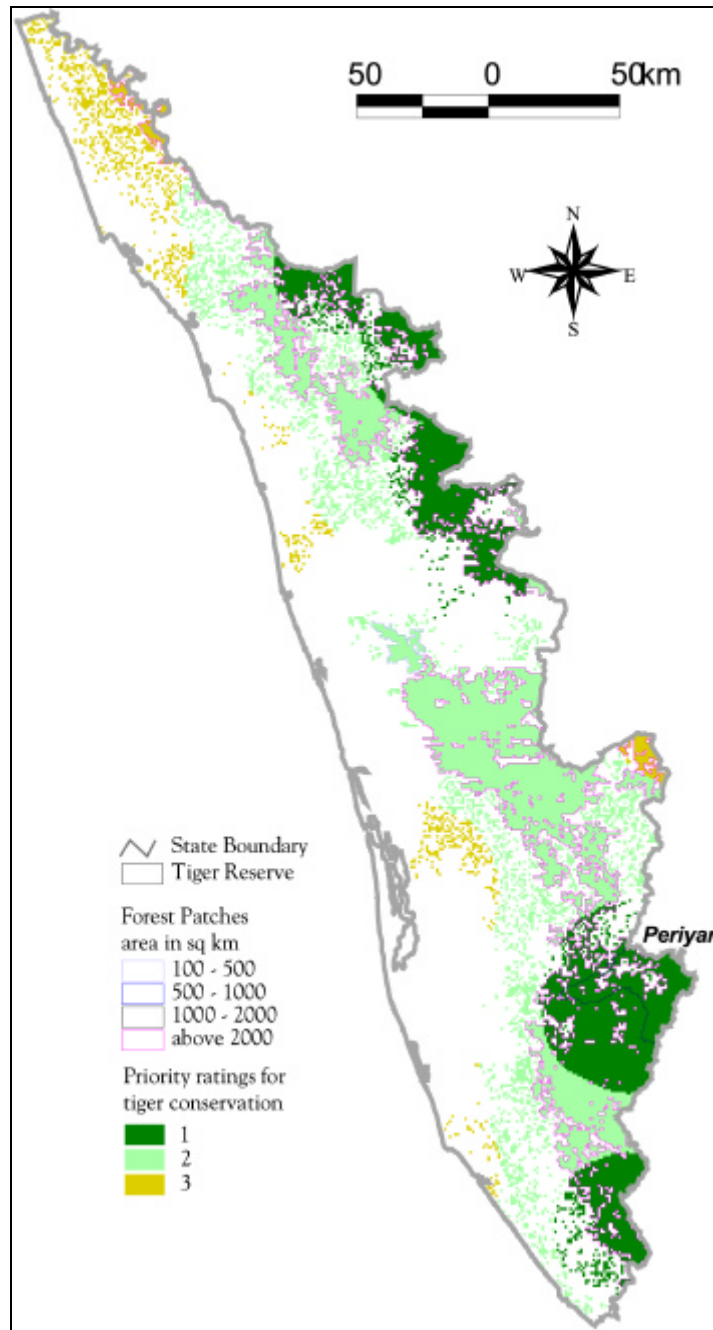 50 0 50km
N
W E
S
State Boundary
Tiger Reserve
Forest Patches
area in sq km
100 - 500
500 - 1000
1000 - 2000
above 2000
Periyar
Priority ratings for
tiger conservation
1
2
3